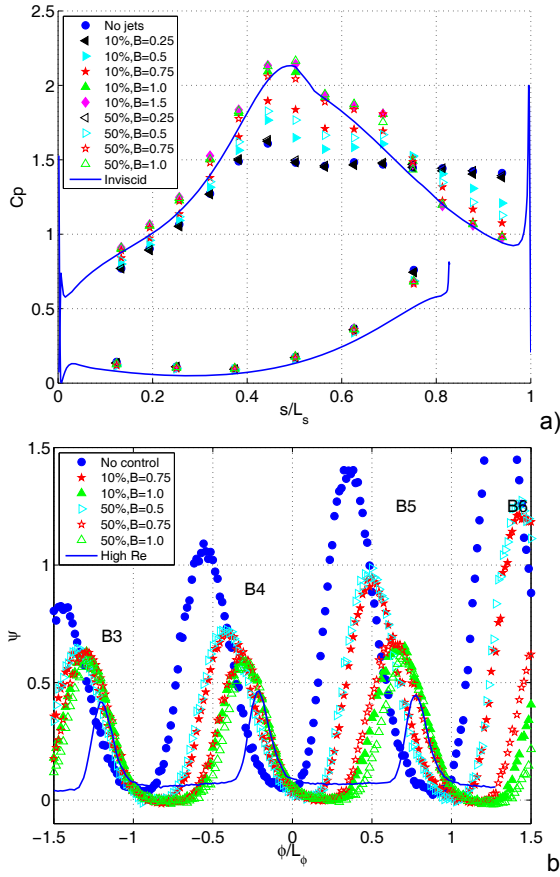 2.5
2
1.5
1
0.5
0
Cp
No jets
10%,B=0.25
10%,B=0.5
10%,B=0.75
10%,B=1.0
10%,B=1.5
50%,B=0.25
50%,B=0.5
50%,B=0.75
50%,B=1.0
Inviscid
0 0.2 0.4 0.6 0.8 1
s/Ls
a)
1.5
1
0.5
0
ψ
No control
10%,B=0.75
10%,B=1.0
50%,B=0.5
50%,B=0.75
50%,B=1.0
High Re
B3
B4
B5
B6
−1.5 −1 −0.5 0 0.5 1 1.5
ϕ/Lϕ
b